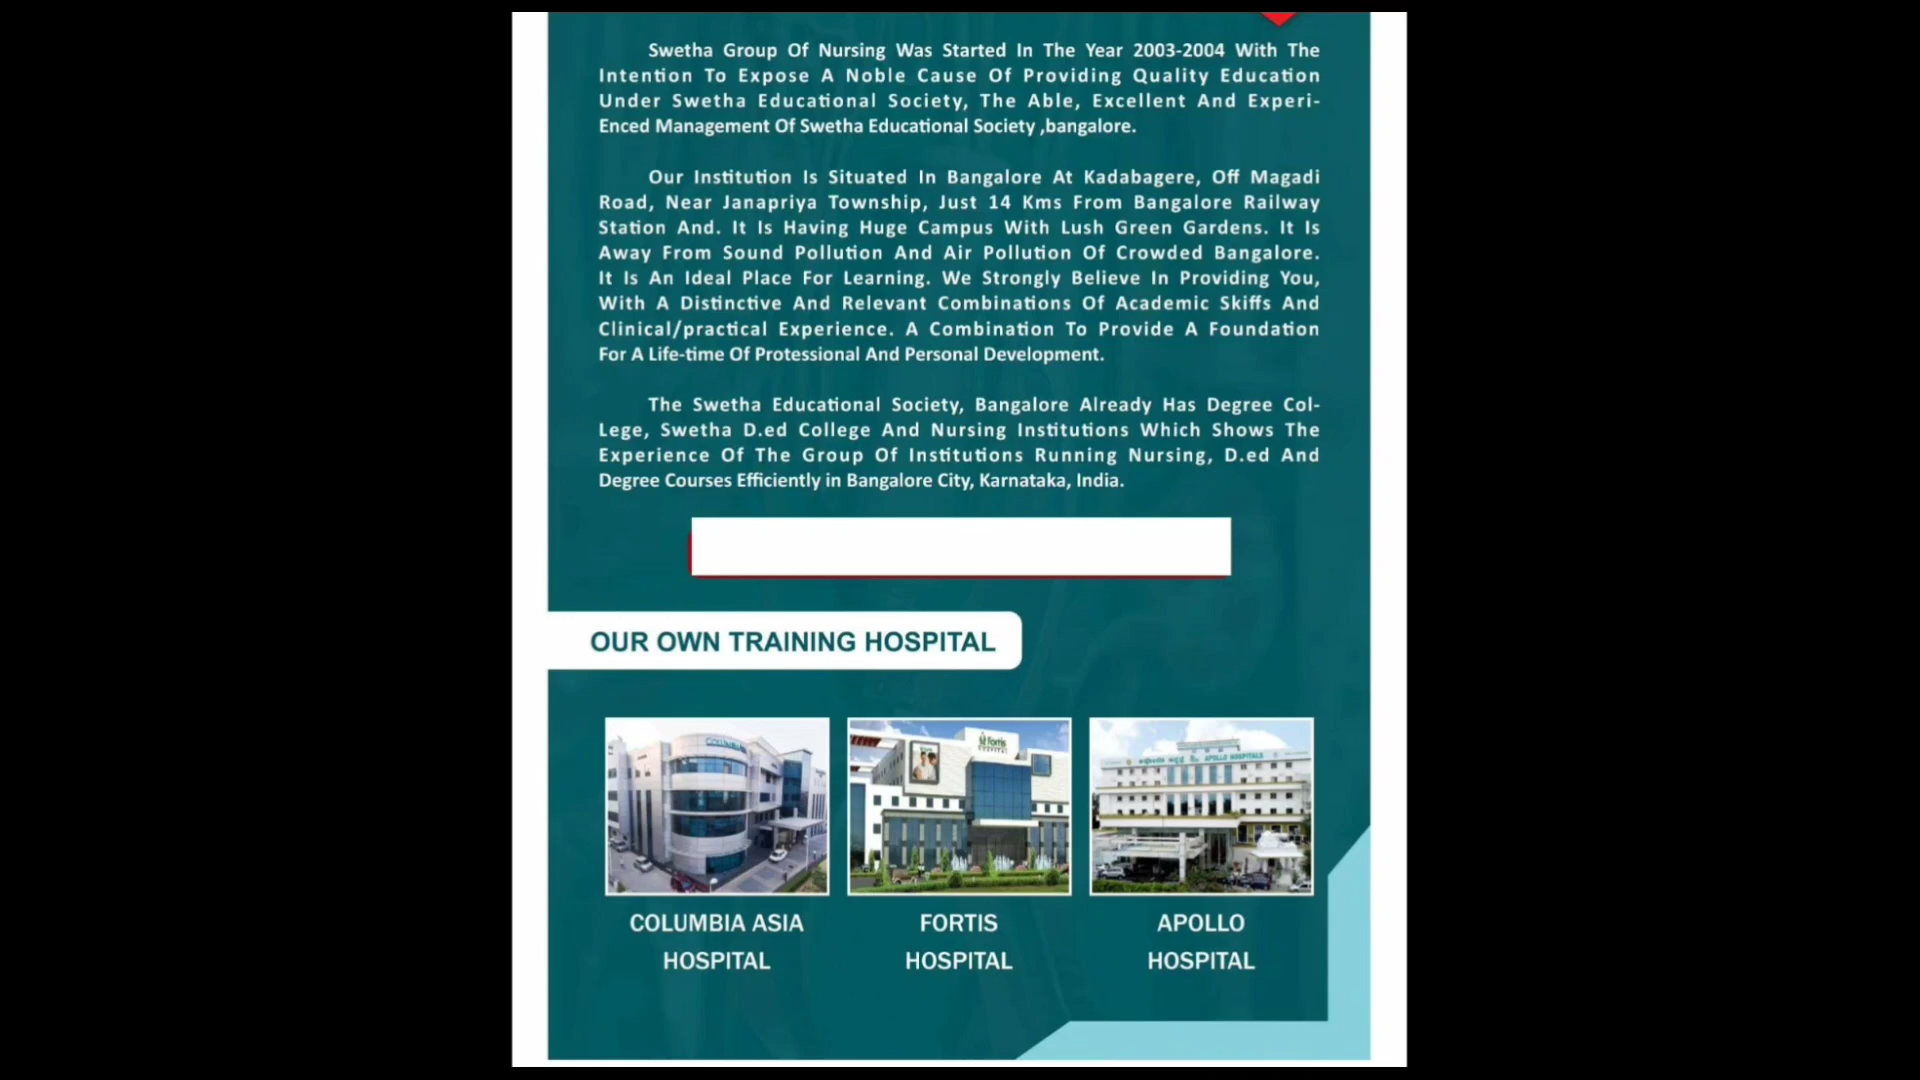 Swetha Group Of Nursing Was Started In The Year 2003-2004 With The
Intention To Expose A Noble Cause Of Providing Quality Education
Under Swetha Educational Society, The Able, Excellent And Experi-
Enced Management Of Swetha Educational Society ,bangalore.
Our Institution Is Situated In Bangalore At Kadabagere, Off Magadi
Road, Near Janapriya Township, Just 14 Kms From Bangalore Railway
Station And. It Is Having Huge Campus With Lush Green Gardens. It Is
Away From Sound Pollution And Air Pollution Of Crowded Bangalore.
It Is An Ideal Place For Learning. We Strongly Believe In Providing You,
With A Distinctive And Relevant Combinations Of Academic Skiffs And
Clinical/practical Experience. A Combination To Provide A Foundation
For A Life-time Of Protessional And Personal Development.
The Swetha Educational Society, Bangalore Already Has Degree Col-
Lege, Swetha D.ed College And Nursing Institutions Which Shows The
Experience Of The Group Of Institutions Running Nursing, D.ed And
Degree Courses Efficiently in Bangalore City, Karnataka, India.
OUR OWN TRAINING HOSPITAL
fortis
HOSPITAL
APOLLO HOSPITALS
COLUMBIA ASIA
HOSPITAL
FORTIS
HOSPITAL
APOLLO
HOSPITAL